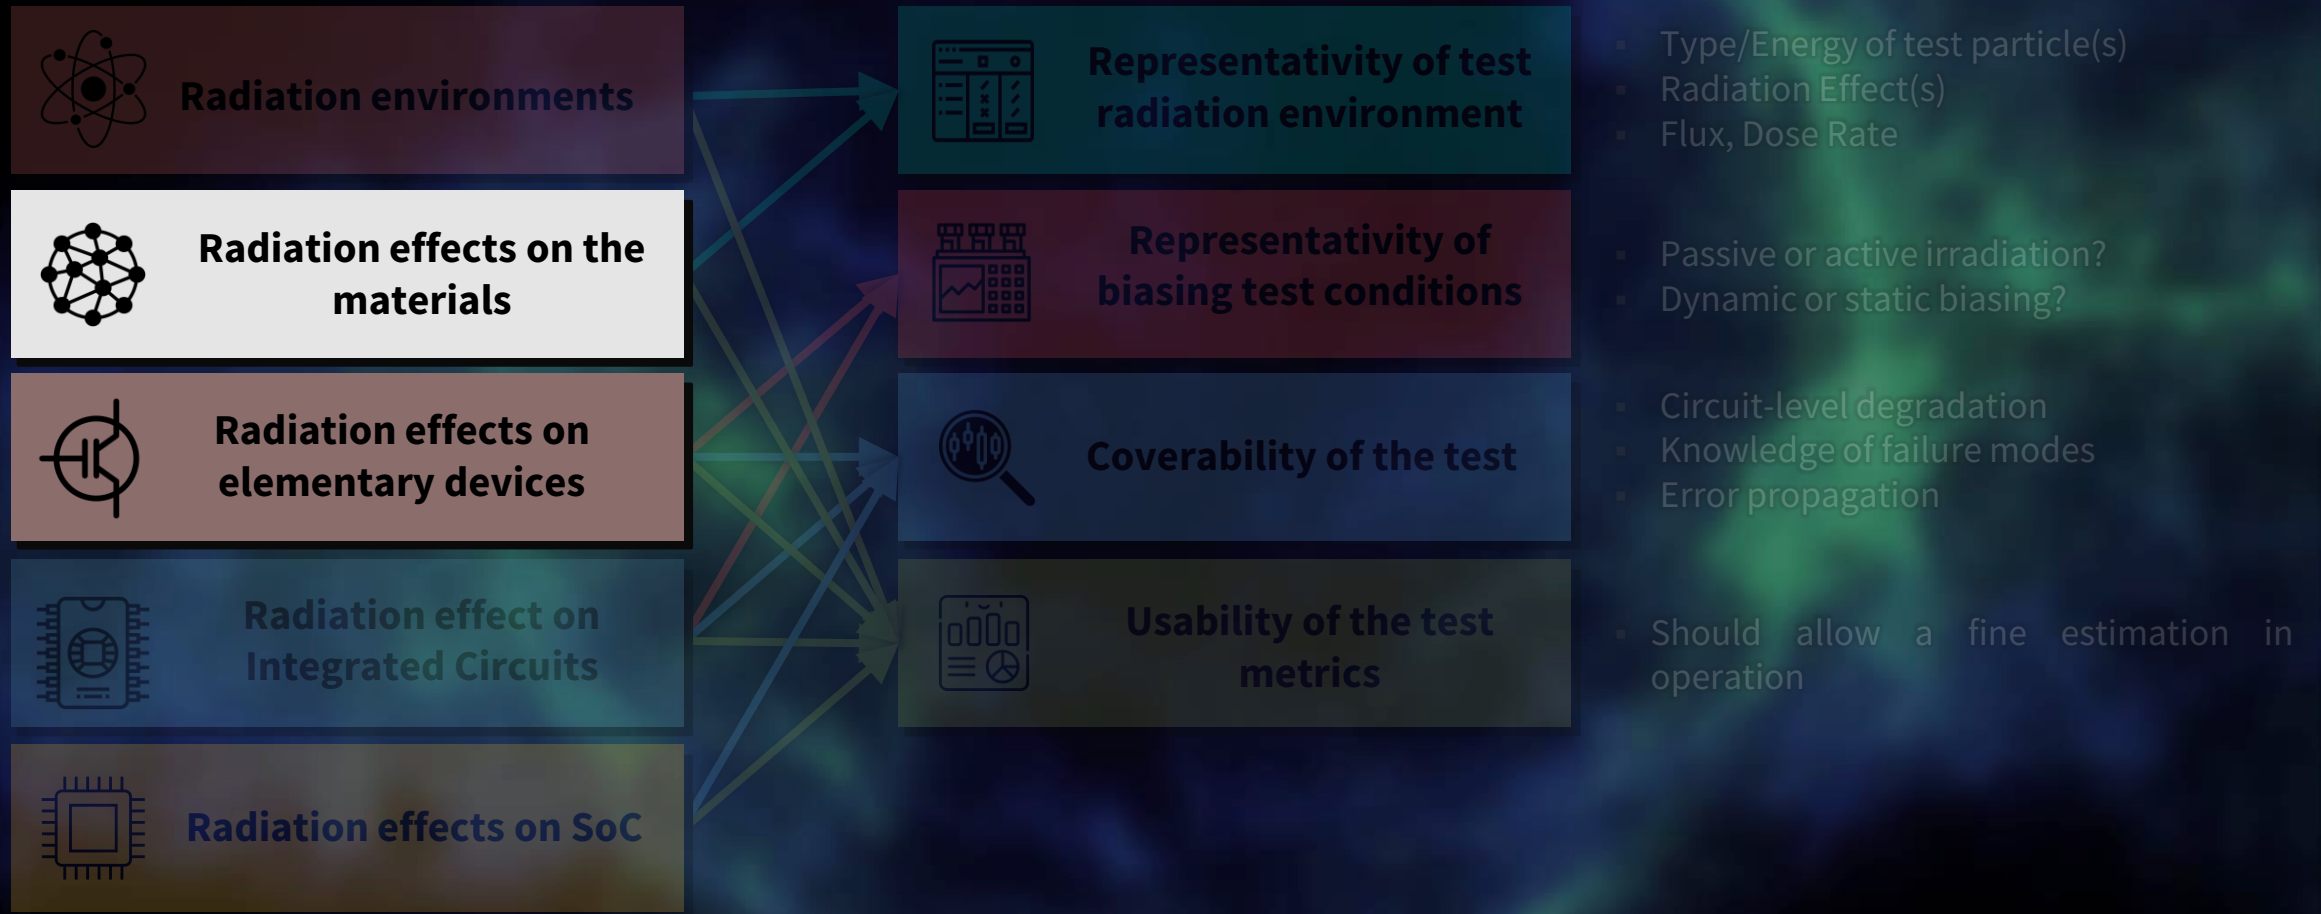 Radiation environments
Radiation effects on the
materials
Radiation effects on
elementary devices
Radiation effect on
Integrated Circuits
Radiation effects on SoC
Representativity of test
radiation environment
Representativity of
biasing test conditions
Coverability of the test
Usability of the test
metrics
Type/Energy of test particle(s)
Radiation Effect(s)
Flux, Dose Rate
Passive or active irradiation?
Dynamic or static biasing?
Circuit-level degradation
Knowledge of failure modes
Error propagation
Should allow a fine estimation in
operation